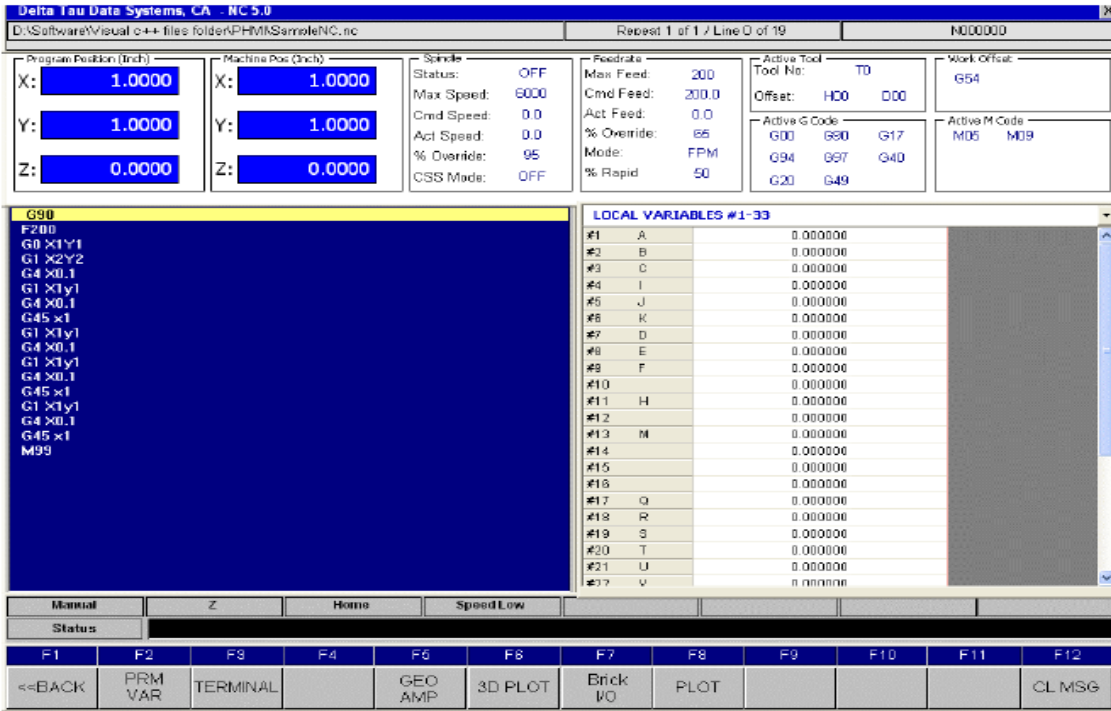 Delta Tau Data Systems, CA - NC 5.0
D:\Software\Visual c++ files folder\PHMI\SampleNC.nc Repeat 1 of 1 / Line 0 of 19 N000000
Program Position (Inch)
X: 1.0000
Y: 1.0000
Z: 0.0000
Machine Pos (Inch)
X: 1.0000
Y: 1.0000
Z: 0.0000
Spindle
Status: OFF
Max Speed: 6000
Cmd Speed: 0.0
Act Speed: 0.0
% Override: 95
CSS Mode: OFF
Feedrate
Max Feed: 200
Cmd Feed: 200.0
Act Feed: 0.0
% Override: 65
Mode: FPM
% Rapid 50
Active Tool
Tool No: T0
Offset: H00 D00
Active G Code
G00 G90 G17
G94 G97 G40
G20 G49
Work Offset
G54
Active M Code
M05 M09
G90
F200
G0 X1Y1
G1 X2Y2
G4 X0.1
G1 X1y1
G4 X0.1
G45 x1
G1 X1y1
G4 X0.1
G1 X1y1
G4 X0.1
G45 x1
G1 X1y1
G4 X0.1
G45 x1
M99
LOCAL VARIABLES #1-33
#1 A 0.000000
#2 B 0.000000
#3 C 0.000000
#4 I 0.000000
#5 J 0.000000
#6 K 0.000000
#7 D 0.000000
#8 E 0.000000
#9 F 0.000000
#10 0.000000
#11 H 0.000000
#12 0.000000
#13 M 0.000000
#14 0.000000
#15 0.000000
#16 0.000000
#17 Q 0.000000
#18 R 0.000000
#19 S 0.000000
#20 T 0.000000
#21 U 0.000000
#22 V 0.000000
Manual Z Home Speed Low
Status
F1 F2 F3 F4 F5 F6 F7 F8 F9 F10 F11 F12
<<BACK PRM VAR TERMINAL GEO AMP 3D PLOT Brick I/O PLOT CL MSG